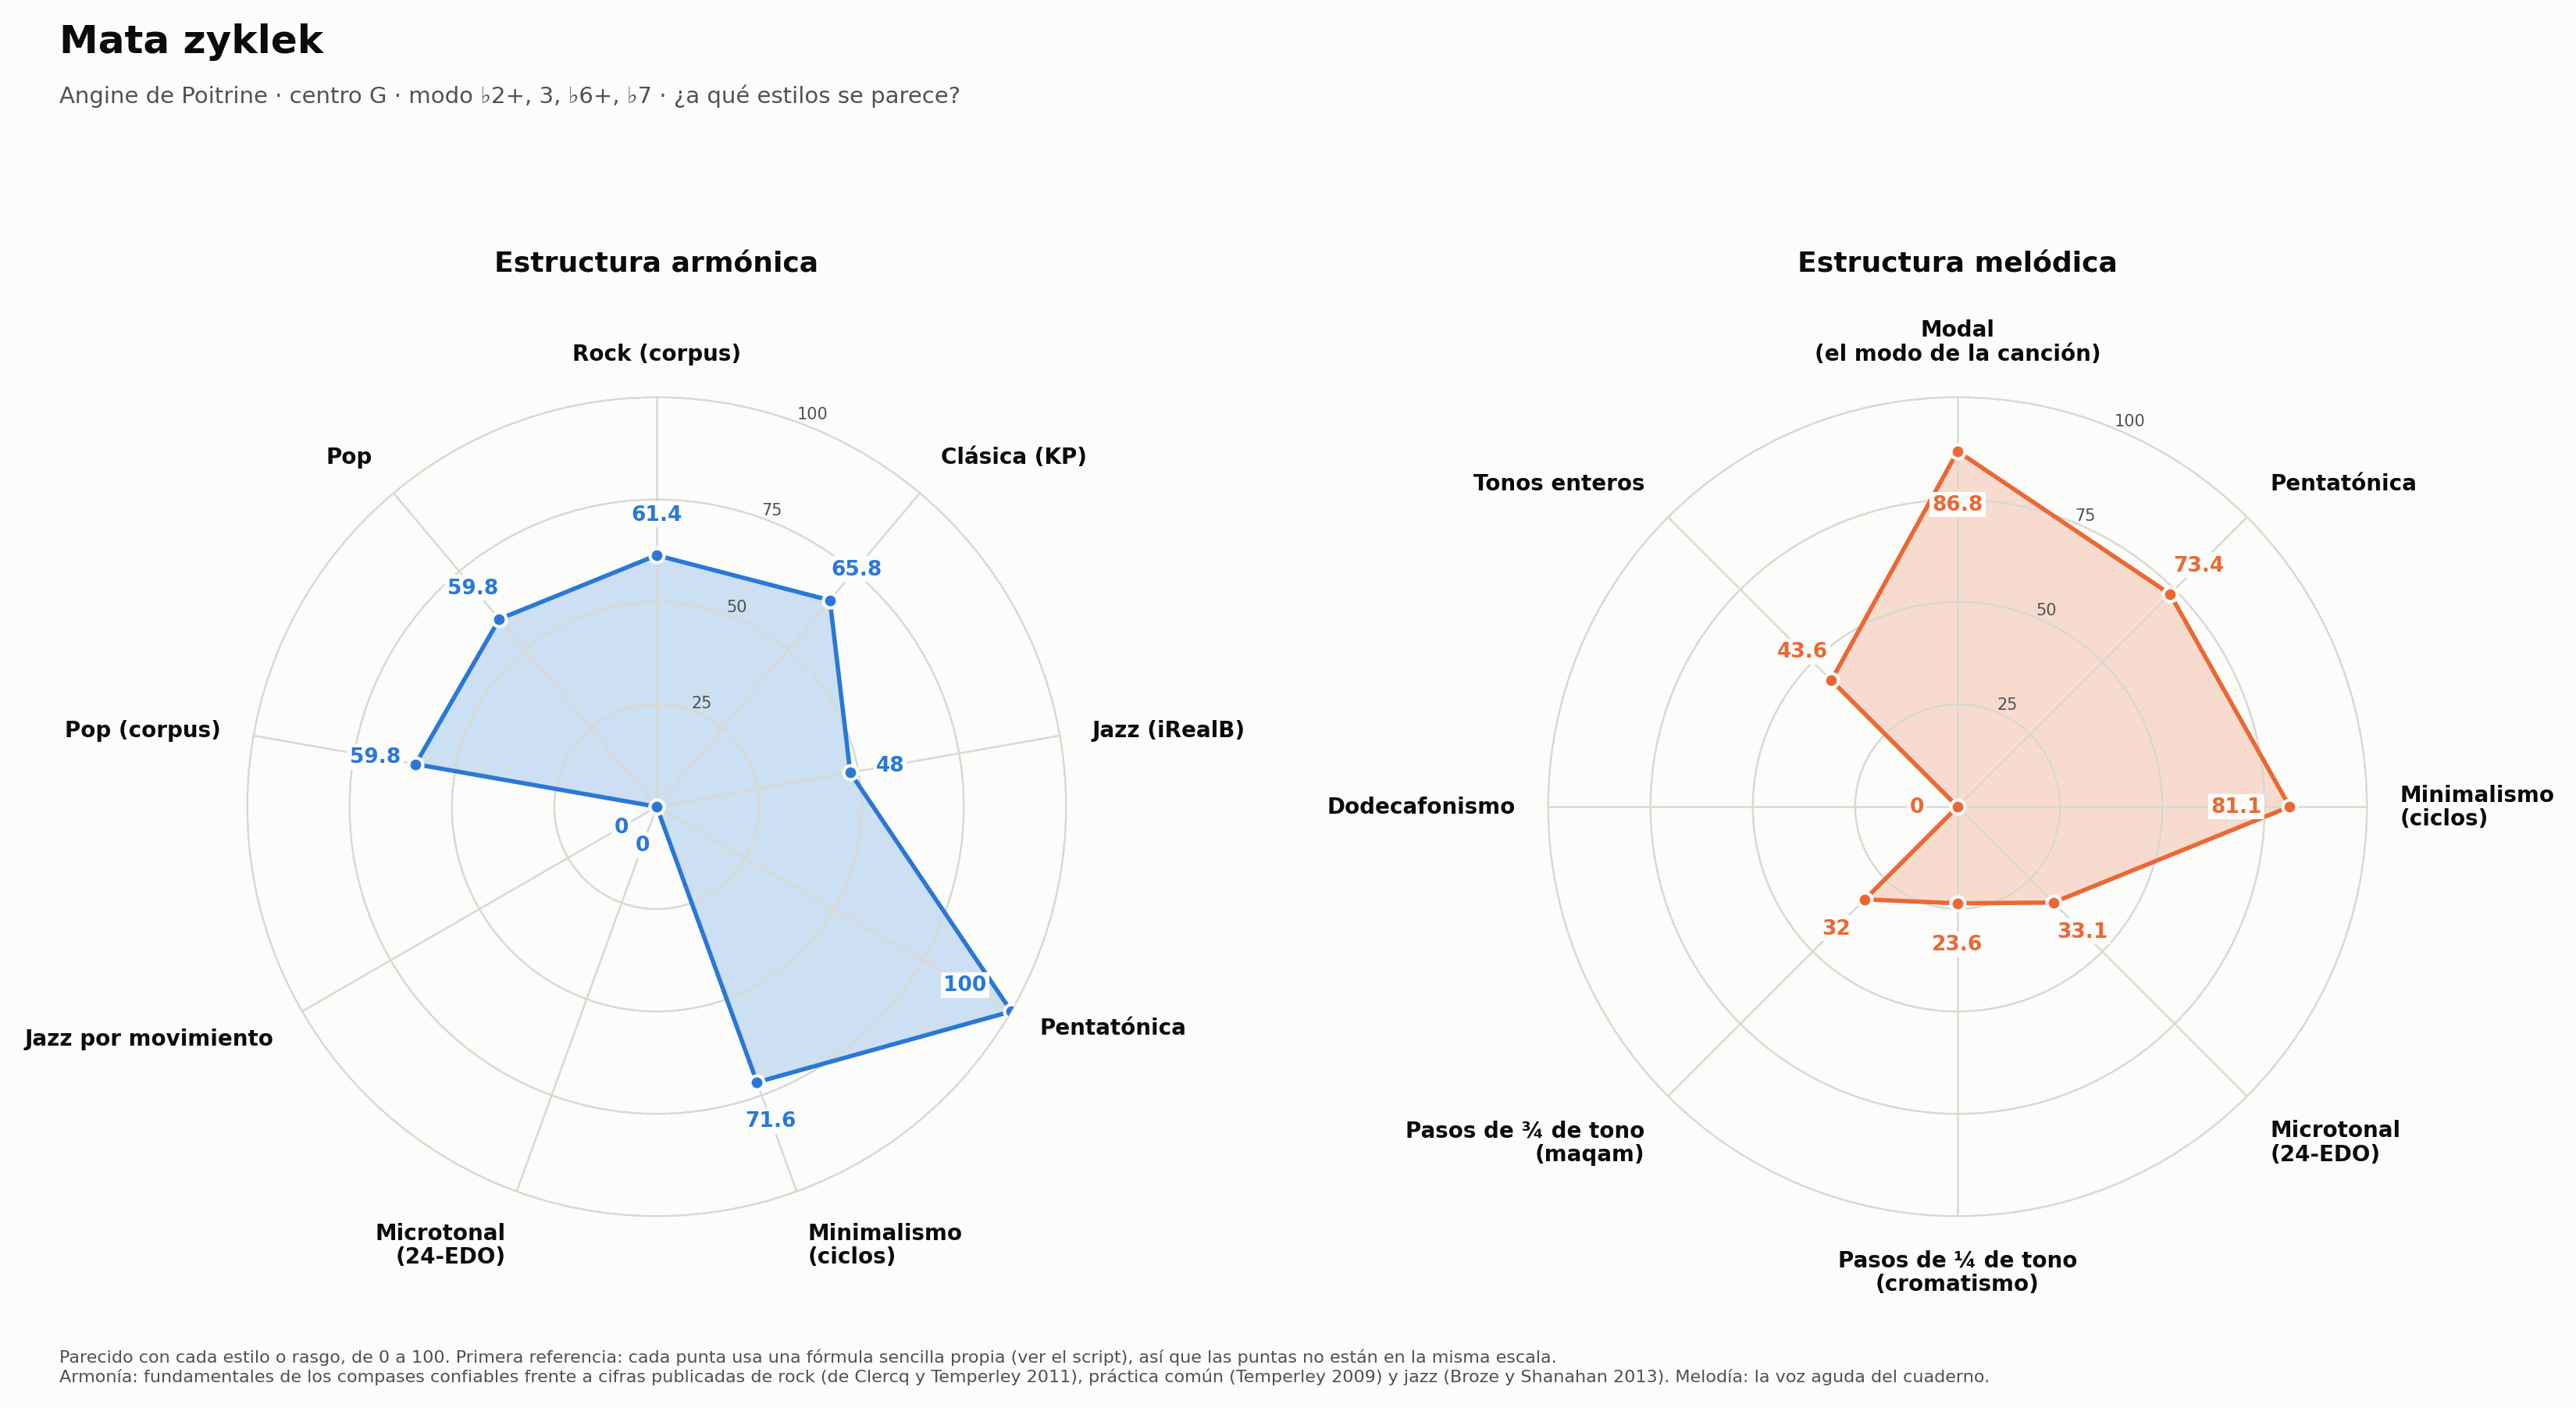 Mata zyklek
Angine de Poitrine · centro G · modo ♭2+, 3, ♭6+, ♭7 · ¿a qué estilos se parece?
Estructura armónica
Rock (corpus)
Clásica (KP)
Jazz (iRealB)
Pentatónica
Minimalismo
(ciclos)
Microtonal
(24-EDO)
Jazz por movimiento
Pop (corpus)
Pop
100
75
50
25
61.4
65.8
48
100
71.6
0
0
59.8
59.8
Estructura melódica
Modal
(el modo de la canción)
Pentatónica
Minimalismo
(ciclos)
Microtonal
(24-EDO)
Pasos de ¼ de tono
(cromatismo)
Pasos de ¾ de tono
(maqam)
Dodecafonismo
Tonos enteros
100
75
50
25
86.8
73.4
81.1
33.1
23.6
32
0
43.6
Parecido con cada estilo o rasgo, de 0 a 100. Primera referencia: cada punta usa una fórmula sencilla propia (ver el script), así que las puntas no están en la misma escala.
Armonía: fundamentales de los compases confiables frente a cifras publicadas de rock (de Clercq y Temperley 2011), práctica común (Temperley 2009) y jazz (Broze y Shanahan 2013). Melodía: la voz aguda del cuaderno.